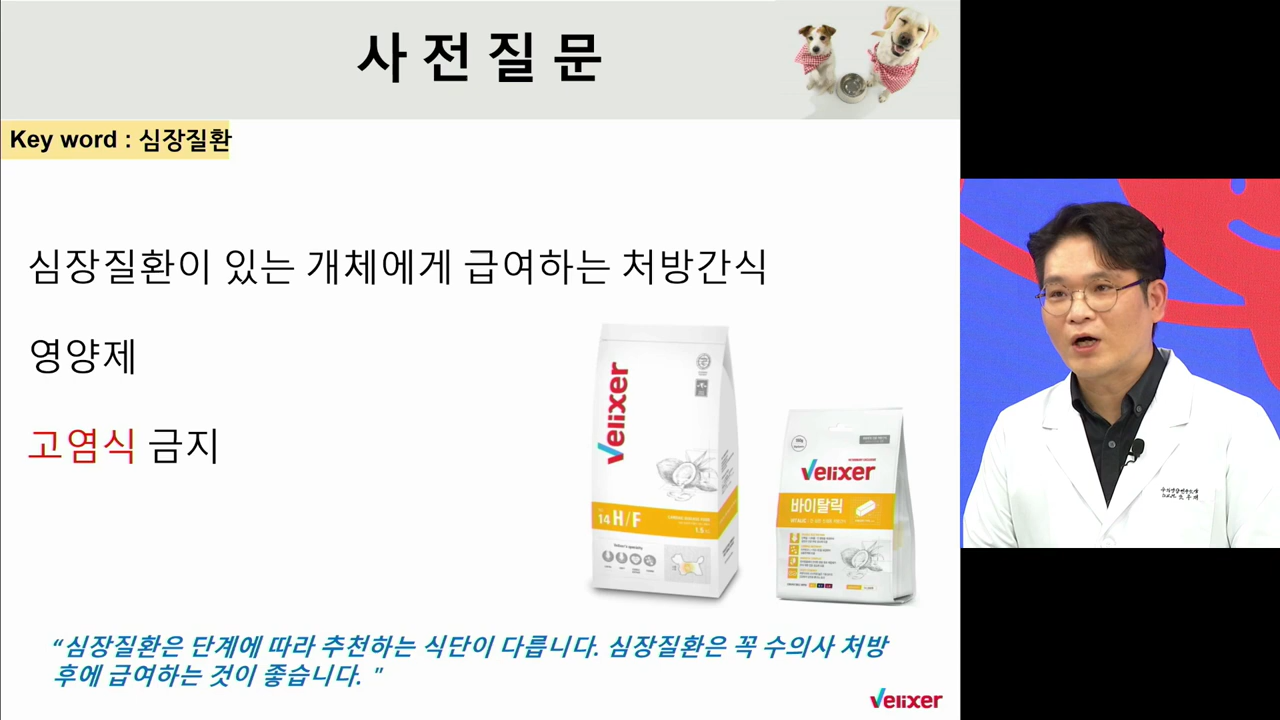 사전질문
Key word : 심장질환
심장질환이 있는 개체에게 급여하는 처방간식
영양제
고염식 금지
Velixer
14 H/F
1.5
Velixer
바이탈릭
VITALIC
“심장질환은 단계에 따라 추천하는 식단이 다릅니다. 심장질환은 꼭 수의사 처방
후에 급여하는 것이 좋습니다. "
Velixer